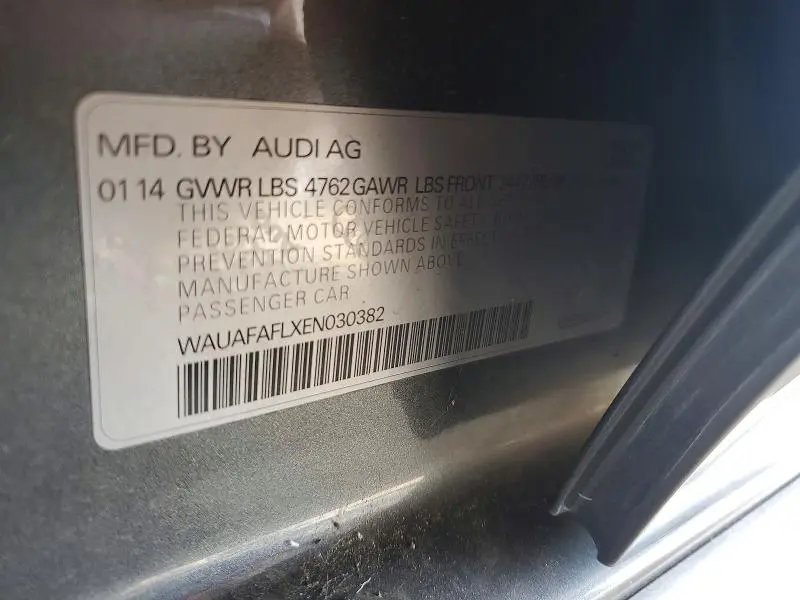 MFD. BY AUDI AG
01 14 GVWR LBS 4762 GAWR LBS FRONT
THIS VEHICLE CONFORMS TO
FEDERAL MOTOR VEHICLE
PREVENTION STANDARDS IN EFFECT
MANUFACTURE SHOWN ABOVE
PASSENGER CAR
WAUAFAFLXEN030382